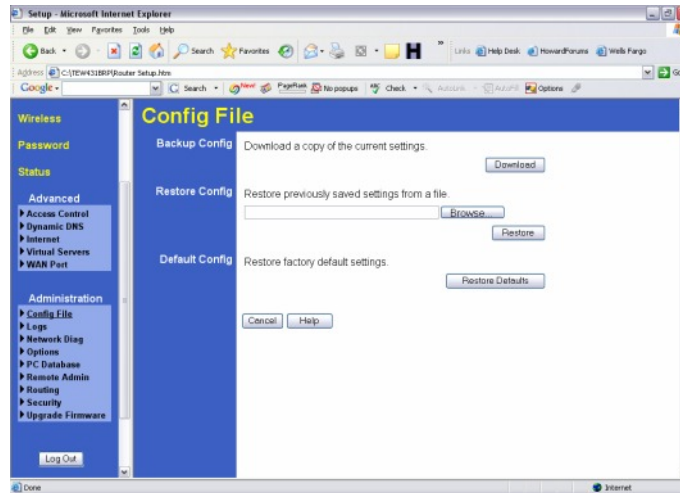 Setup - Microsoft Internet Explorer
File Edit View Favorites Tools Help
Back Search Favorites Links Help Desk HowardForums Wells Fargo
Address C:\TEW431BRP\Router Setup.htm Go
Google Search New! PageRank No popups Check AutoLink AutoFill Options
Wireless
Password
Status
Advanced
Access Control
Dynamic DNS
Internet
Virtual Servers
WAN Port
Administration
Config File
Logs
Network Diag
Options
PC Database
Remote Admin
Routing
Security
Upgrade Firmware
Log Out
Config File
Backup Config
Download a copy of the current settings.
Download
Restore Config
Restore previously saved settings from a file.
Browse...
Restore
Default Config
Restore factory default settings.
Restore Defaults
Cancel Help
Done Internet